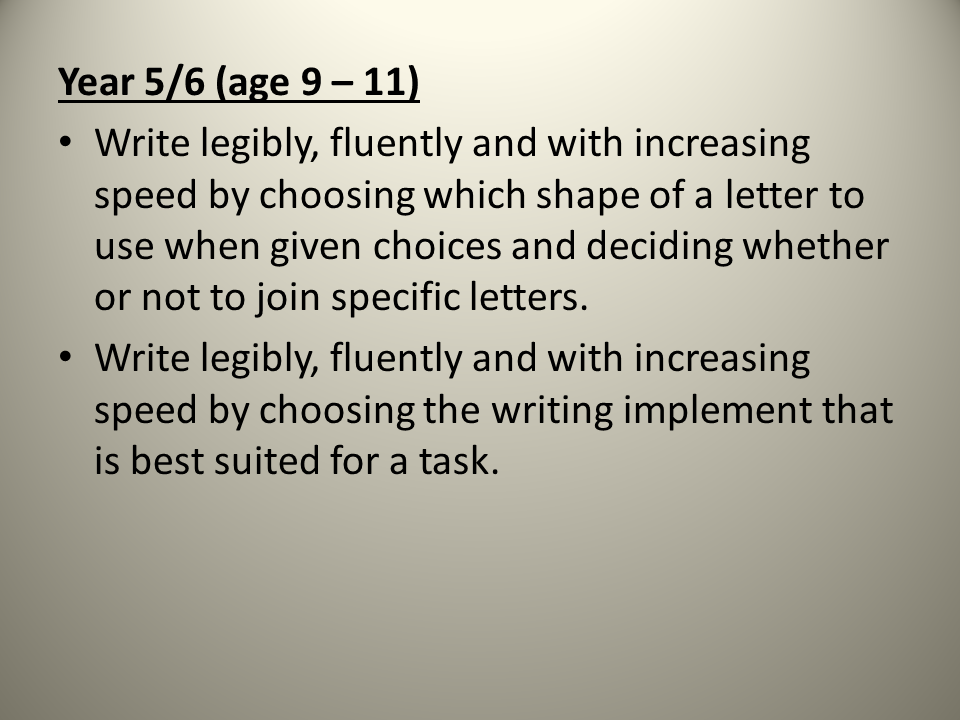 Year 5/6 (age 9 – 11)
• Write legibly, fluently and with increasing
speed by choosing which shape of a letter to
use when given choices and deciding whether
or not to join specific letters.
• Write legibly, fluently and with increasing
speed by choosing the writing implement that
is best suited for a task.